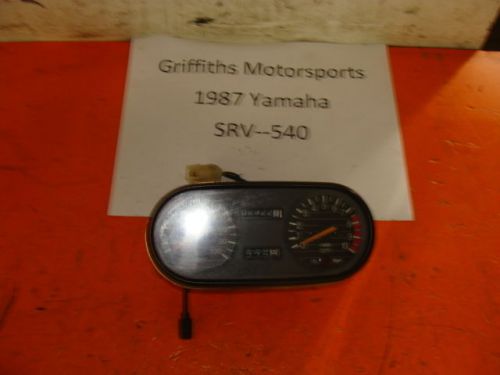 Griffiths Motorsports
1987 Yamaha
SRV--540